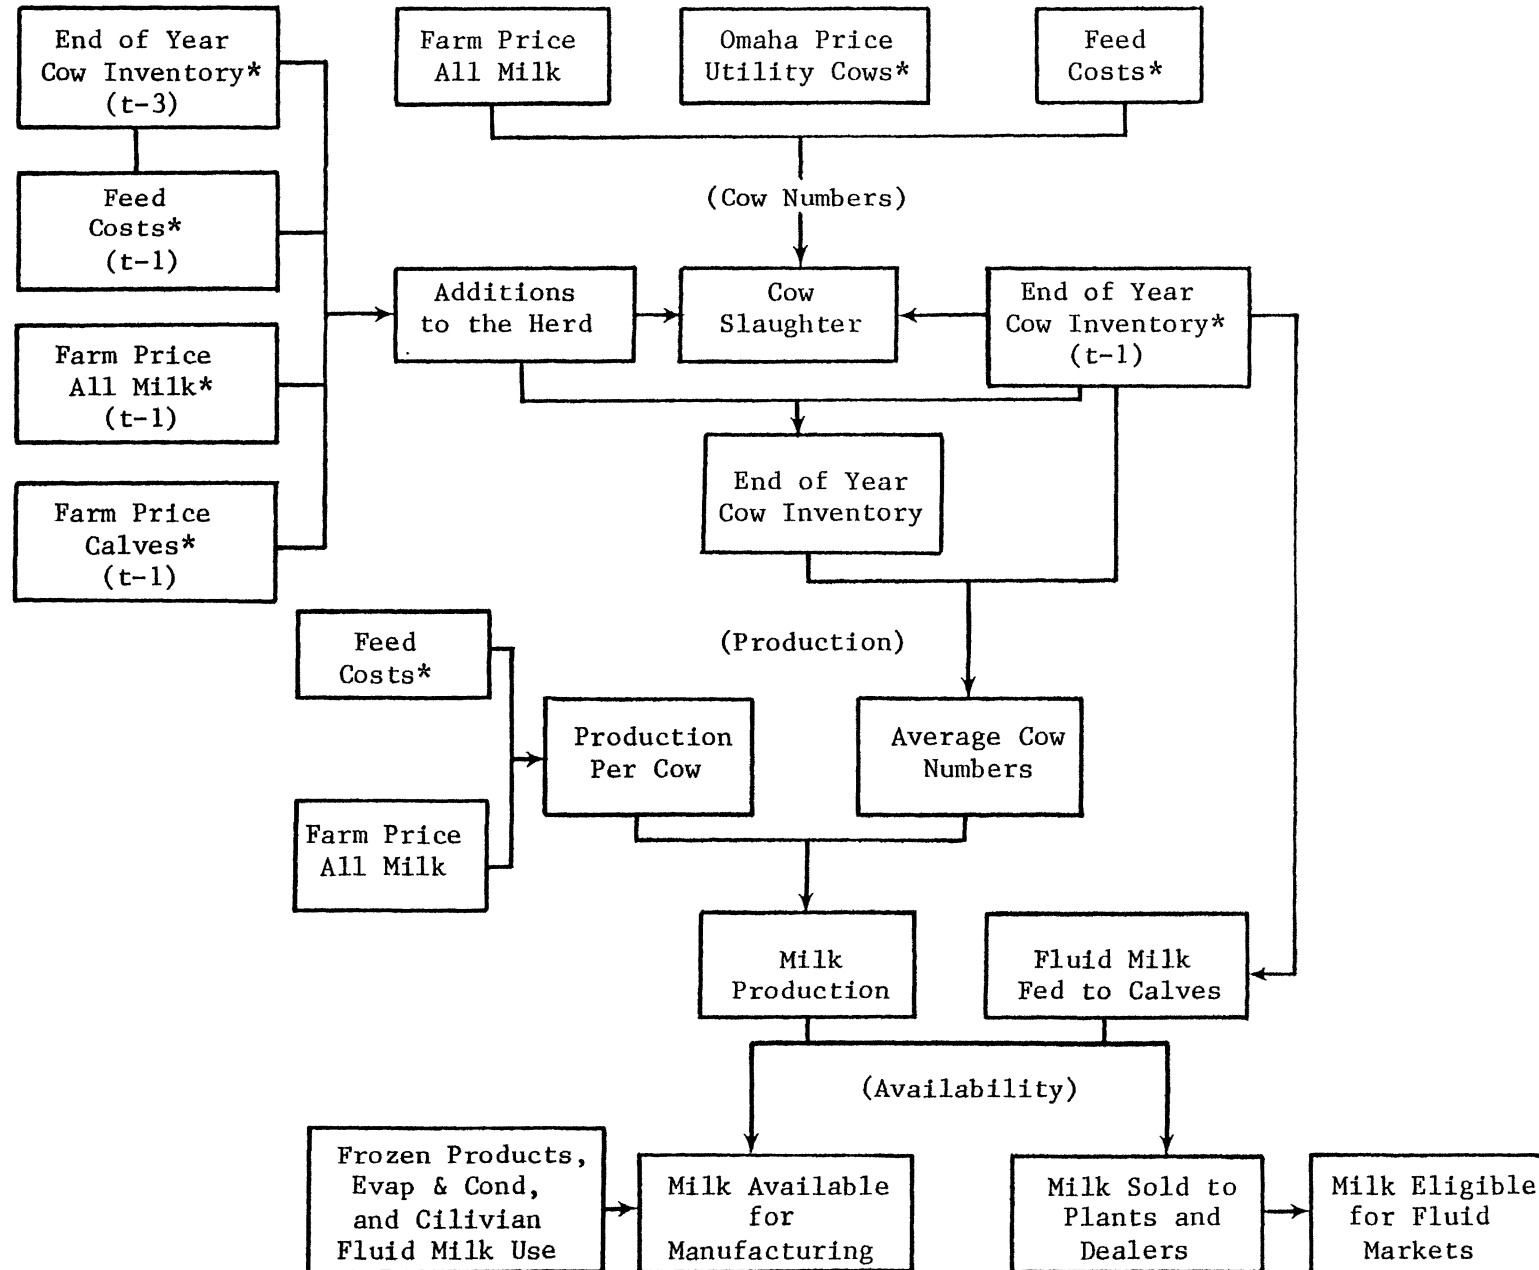 End of Year
Cow Inventory*
(t-3)
Farm Price
All Milk
Omaha Price
Utility Cows*
Feed
Costs*
Feed
Costs*
(t-1)
(Cow Numbers)
Farm Price
All Milk*
(t-1)
Additions
to the Herd
Cow
Slaughter
End of Year
Cow Inventory*
(t-1)
Farm Price
Calves*
(t-1)
End of Year
Cow Inventory
Feed
Costs*
(Production)
Production
Per Cow
Average Cow
Numbers
Farm Price
All Milk
Milk
Production
Fluid Milk
Fed to Calves
(Availability)
Frozen Products,
Evap & Cond,
and Cilivian
Fluid Milk Use
Milk Available
for
Manufacturing
Milk Sold to
Plants and
Dealers
Milk Eligible
for Fluid
Markets